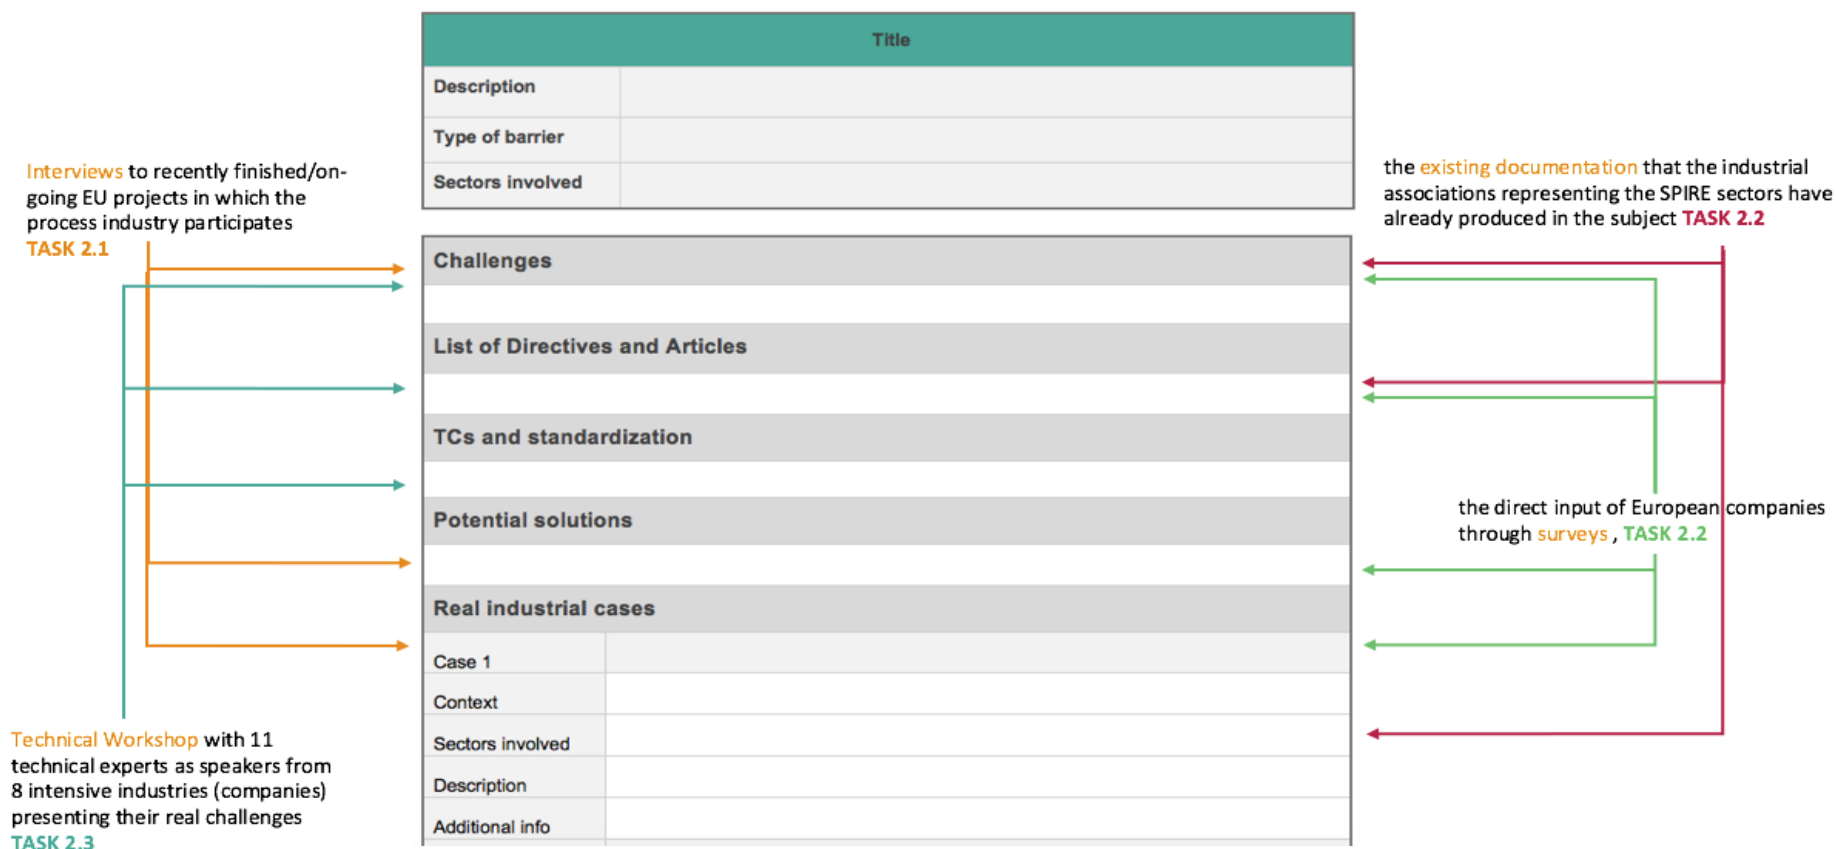 Title
Description
Type of barrier
Sectors involved
Interviews to recently finished/on-
going EU projects in which the
process industry participates
TASK 2.1
the existing documentation that the industrial
associations representing the SPIRE sectors have
already produced in the subject TASK 2.2
Challenges
List of Directives and Articles
TCs and standardization
Potential solutions
the direct input of European companies
through surveys , TASK 2.2
Real industrial cases
Case 1
Context
Sectors involved
Description
Additional info
Technical Workshop with 11
technical experts as speakers from
8 intensive industries (companies)
presenting their real challenges
TASK 2.3